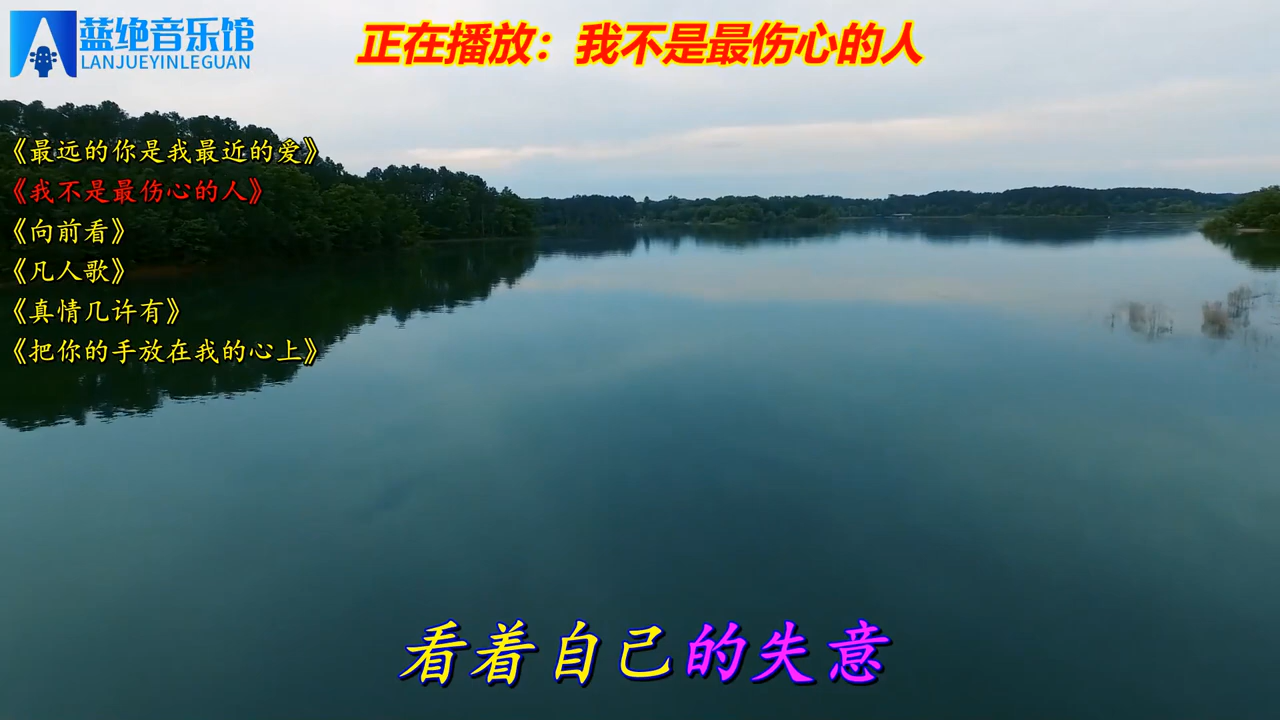 蓝绝音乐馆
LANJUEYINLEGUAN
正在播放：我不是最伤心的人
《最远的你是我最近的爱》
《我不是最伤心的人》
《向前看》
《凡人歌》
《真情几许有》
《把你的手放在我的心上》
看着自己的失意